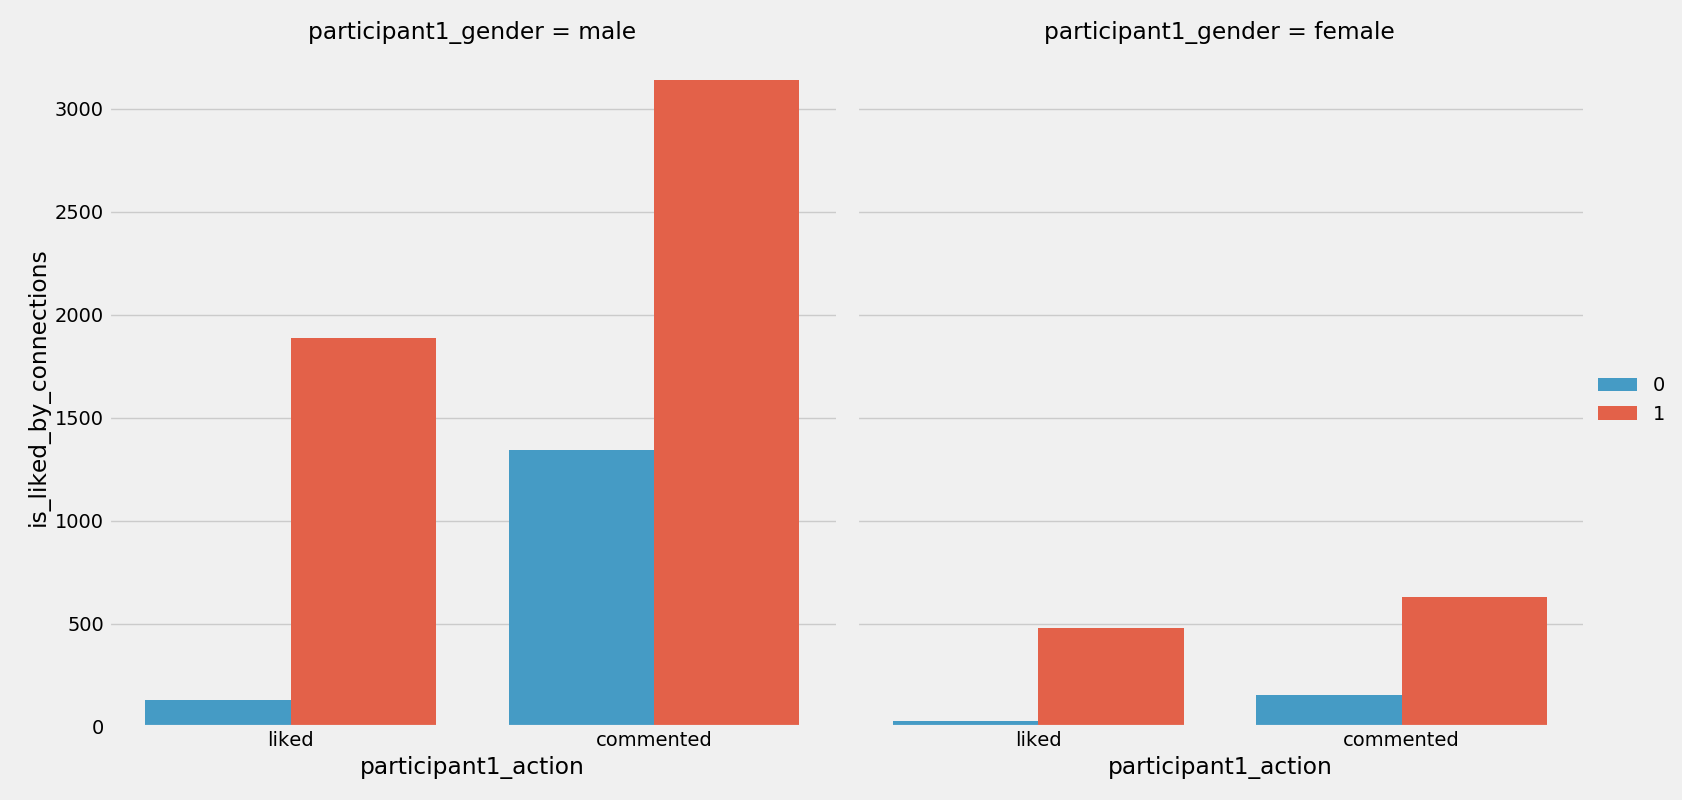 participant1_gender = male
participant1_gender = female
is_liked_by_connections
3000
2500
2000
1500
1000
500
0
liked
commented
liked
commented
participant1_action
participant1_action
0
1